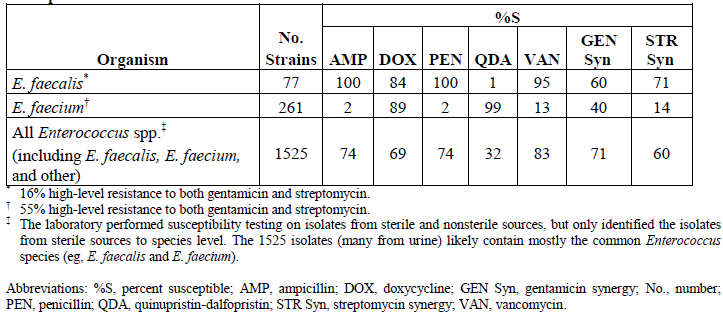 %S
Organism No. Strains AMP DOX PEN QDA VAN GEN Syn STR Syn
E. faecalis* 77 100 84 100 1 95 60 71
E. faecium† 261 2 89 2 99 13 40 14
All Enterococcus spp.‡ (including E. faecalis, E. faecium, and other) 1525 74 69 74 32 83 71 60
* 16% high-level resistance to both gentamicin and streptomycin.
† 55% high-level resistance to both gentamicin and streptomycin.
‡ The laboratory performed susceptibility testing on isolates from sterile and nonsterile sources, but only identified the isolates
from sterile sources to species level. The 1525 isolates (many from urine) likely contain mostly the common Enterococcus
species (eg, E. faecalis and E. faecium).
Abbreviations: %S, percent susceptible; AMP, ampicillin; DOX, doxycycline; GEN Syn, gentamicin synergy; No., number;
PEN, penicillin; QDA, quinupristin-dalfopristin; STR Syn, streptomycin synergy; VAN, vancomycin.